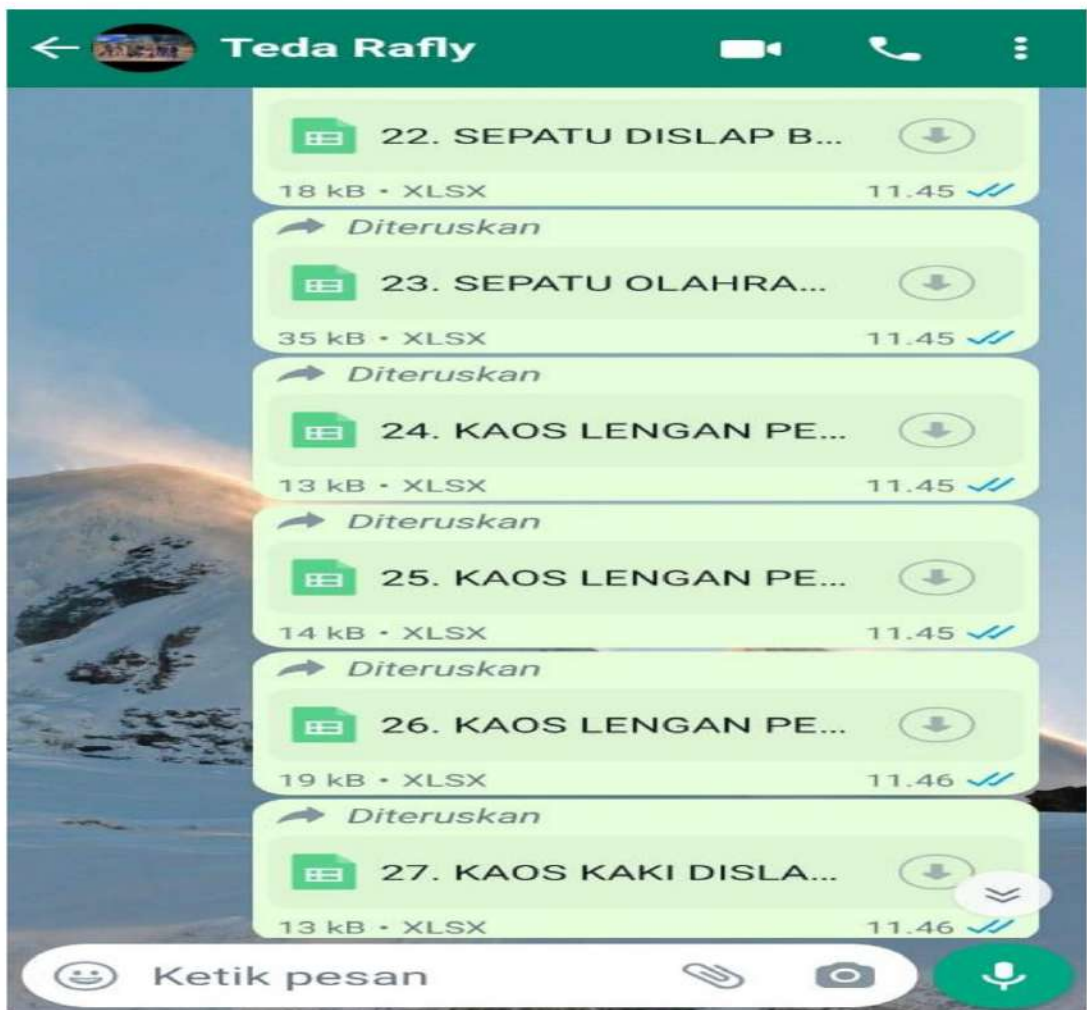 Teda Rafly
22. SEPATU DISLAP B...
18 kB • XLSX 11.45
Diteruskan
23. SEPATU OLAHRA...
35 kB • XLSX 11.45
Diteruskan
24. KAOS LENGAN PE...
13 kB • XLSX 11.45
Diteruskan
25. KAOS LENGAN PE...
14 kB • XLSX 11.45
Diteruskan
26. KAOS LENGAN PE...
19 kB • XLSX 11.46
Diteruskan
27. KAOS KAKI DISLA...
13 kB • XLSX 11.46
Ketik pesan